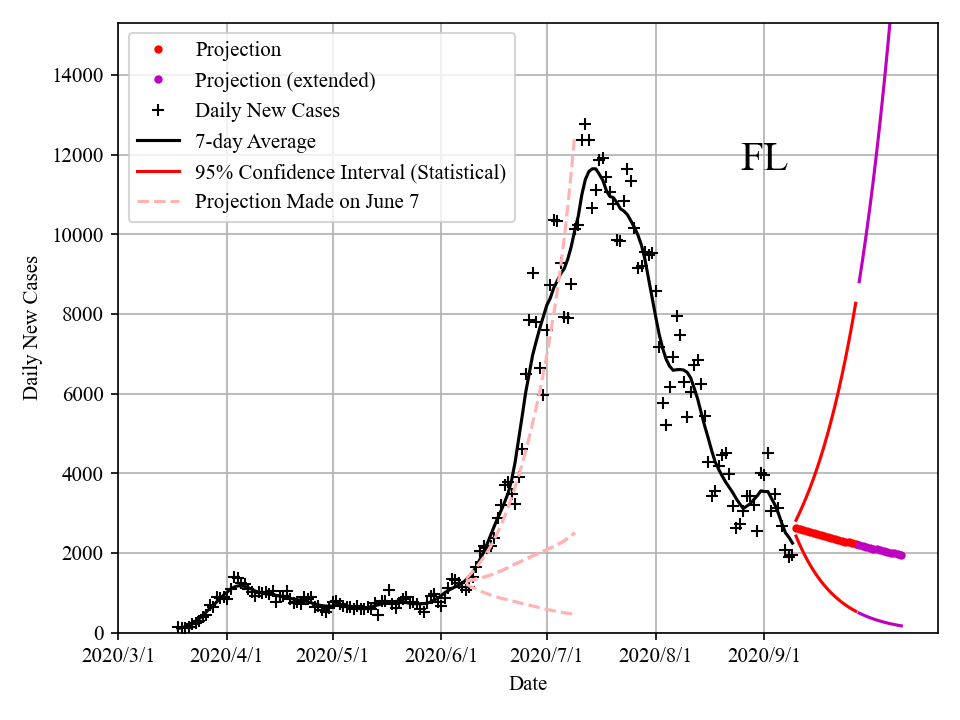 Projection
Projection (extended)
Daily New Cases
7-day Average
95% Confidence Interval (Statistical)
Projection Made on June 7
FL
14000
12000
10000
8000
6000
4000
2000
0
Daily New Cases
2020/3/1 2020/4/1 2020/5/1 2020/6/1 2020/7/1 2020/8/1 2020/9/1
Date